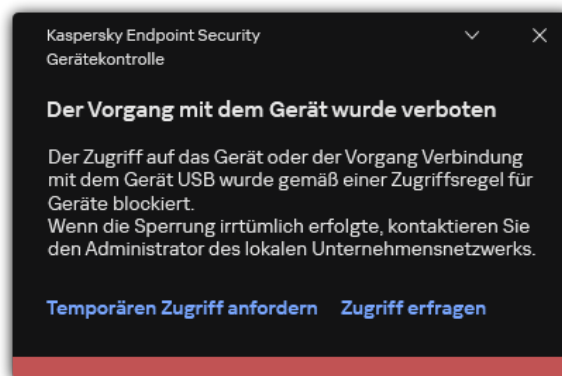 Kaspersky Endpoint Security
Gerätekontrolle
Der Vorgang mit dem Gerät wurde verboten
Der Zugriff auf das Gerät oder der Vorgang Verbindung
mit dem Gerät USB wurde gemäß einer Zugriffsregel für
Geräte blockiert.
Wenn die Sperrung irrtümlich erfolgte, kontaktieren Sie
den Administrator des lokalen Unternehmensnetzwerks.
Temporären Zugriff anfordern Zugriff erfragen